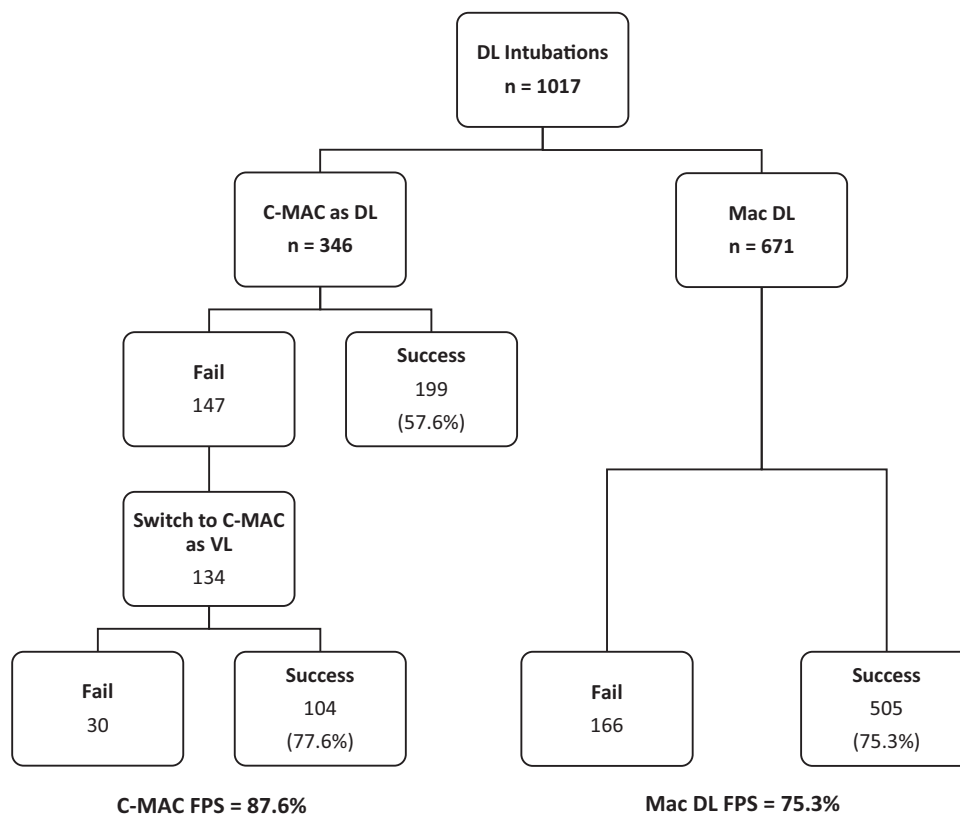 DL Intubations
n = 1017
C-MAC as DL
n = 346
Mac DL
n = 671
Fail
147
Success
199
(57.6%)
Switch to C-MAC
as VL
134
Fail
30
Success
104
(77.6%)
Fail
166
Success
505
(75.3%)
C-MAC FPS = 87.6%
Mac DL FPS = 75.3%